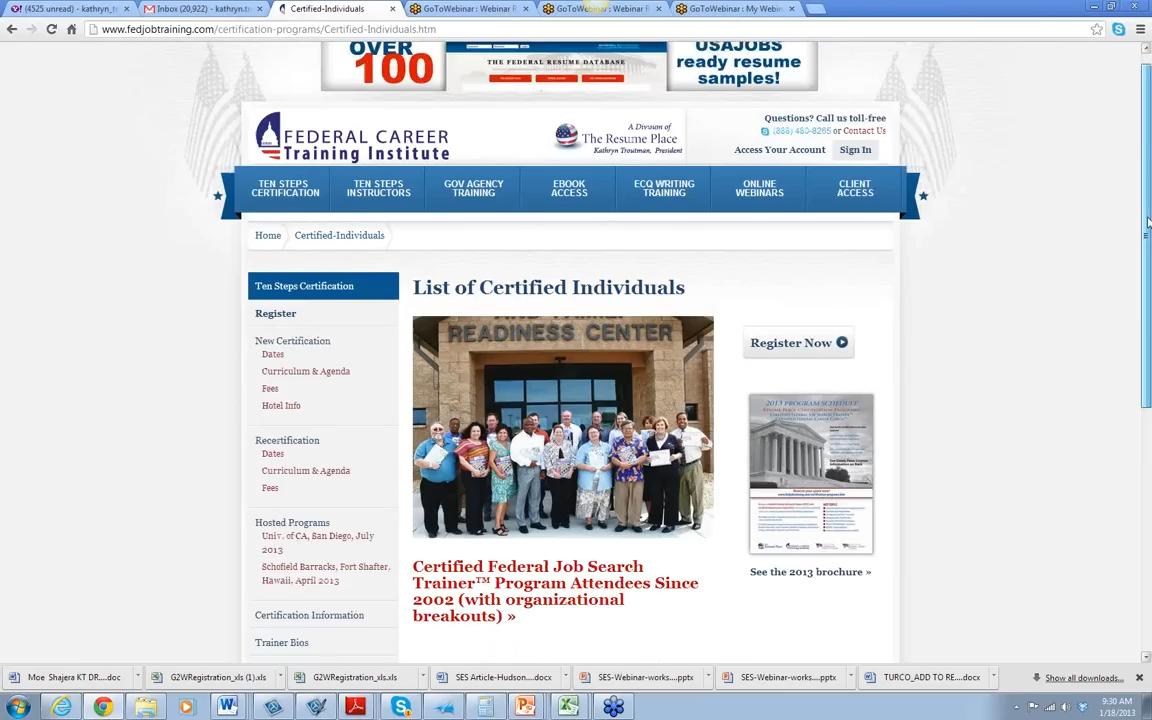 (4525 unread) - kathryn_tr
Inbox (20,922) - kathryn.tr
Certified-Individuals
GoToWebinar : Webinar R
GoToWebinar : Webinar R
GoToWebinar : My Webin
www.fedjobtraining.com/certification-programs/Certified-Individuals.htm
OVER
100
THE FEDERAL RESUME DATABASE
USAJOBS
ready resume
samples!
FEDERAL CAREER
Training Institute
A Division of
The Resume Place
Kathryn Troutman, President
Questions? Call us toll-free
(888) 480-8265 or Contact Us
Access Your Account
Sign In
TEN STEPS
CERTIFICATION
TEN STEPS
INSTRUCTORS
GOV AGENCY
TRAINING
EBOOK
ACCESS
ECQ WRITING
TRAINING
ONLINE
WEBINARS
CLIENT
ACCESS
Home
Certified-Individuals
Ten Steps Certification
Register
New Certification
Dates
Curriculum & Agenda
Fees
Hotel Info
Recertification
Dates
Curriculum & Agenda
Fees
Hosted Programs
Univ. of CA, San Diego, July
2013
Schofield Barracks, Fort Shafter,
Hawaii, April 2013
Certification Information
Trainer Bios
List of Certified Individuals
READINESS CENTER
Certified Federal Job Search
Trainer™ Program Attendees Since
2002 (with organizational
breakouts) »
Register Now
2013 PROGRAM SCHEDULE
See the 2013 brochure »
Moe Shajera KT DR....doc
G2WRegistration_xls (1).xls
G2WRegistration_xls.xls
SES Article-Hudson....docx
SES-Webinar-works....pptx
SES-Webinar-works....pptx
TURCO_ADD TO RE....docx
Show all downloads...
9:30 AM
1/18/2013